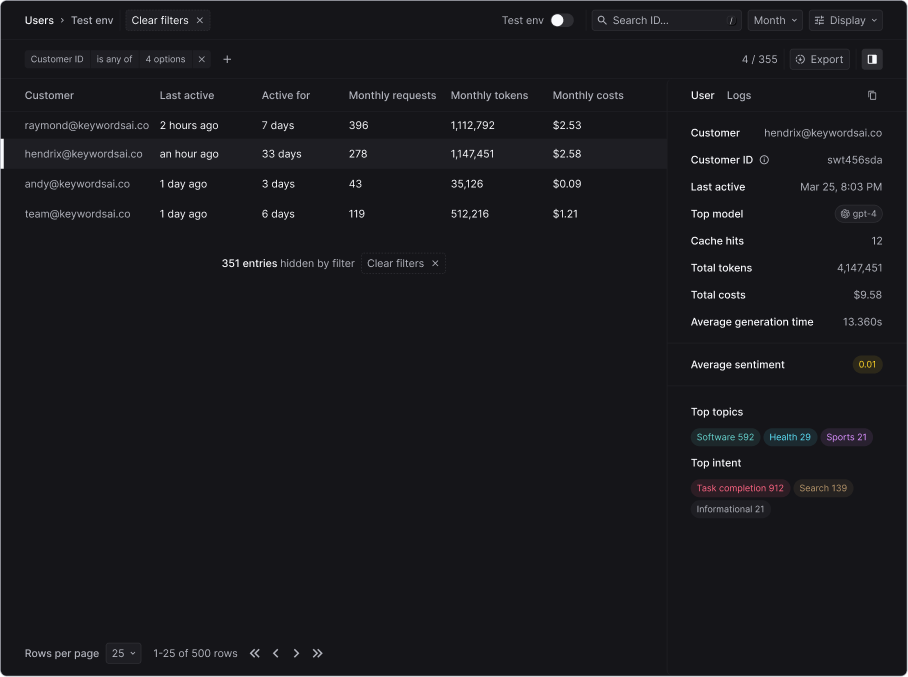 Users › Test env Clear filters × Test env Search ID... / Month Display
Customer ID is any of 4 options × + 4 / 355 Export
Customer Last active Active for Monthly requests Monthly tokens Monthly costs
raymond@keywordsai.co 2 hours ago 7 days 396 1,112,792 $2.53
hendrix@keywordsai.co an hour ago 33 days 278 1,147,451 $2.58
andy@keywordsai.co 1 day ago 3 days 43 35,126 $0.09
team@keywordsai.co 1 day ago 6 days 119 512,216 $1.21
351 entries hidden by filter Clear filters ×
Rows per page 25 1-25 of 500 rows
User Logs
Customer hendrix@keywordsai.co
Customer ID swt456sda
Last active Mar 25, 8:03 PM
Top model gpt-4
Cache hits 12
Total tokens 4,147,451
Total costs $9.58
Average generation time 13.360s
Average sentiment 0.01
Top topics
Software 592 Health 29 Sports 21
Top intent
Task completion 912 Search 139
Informational 21